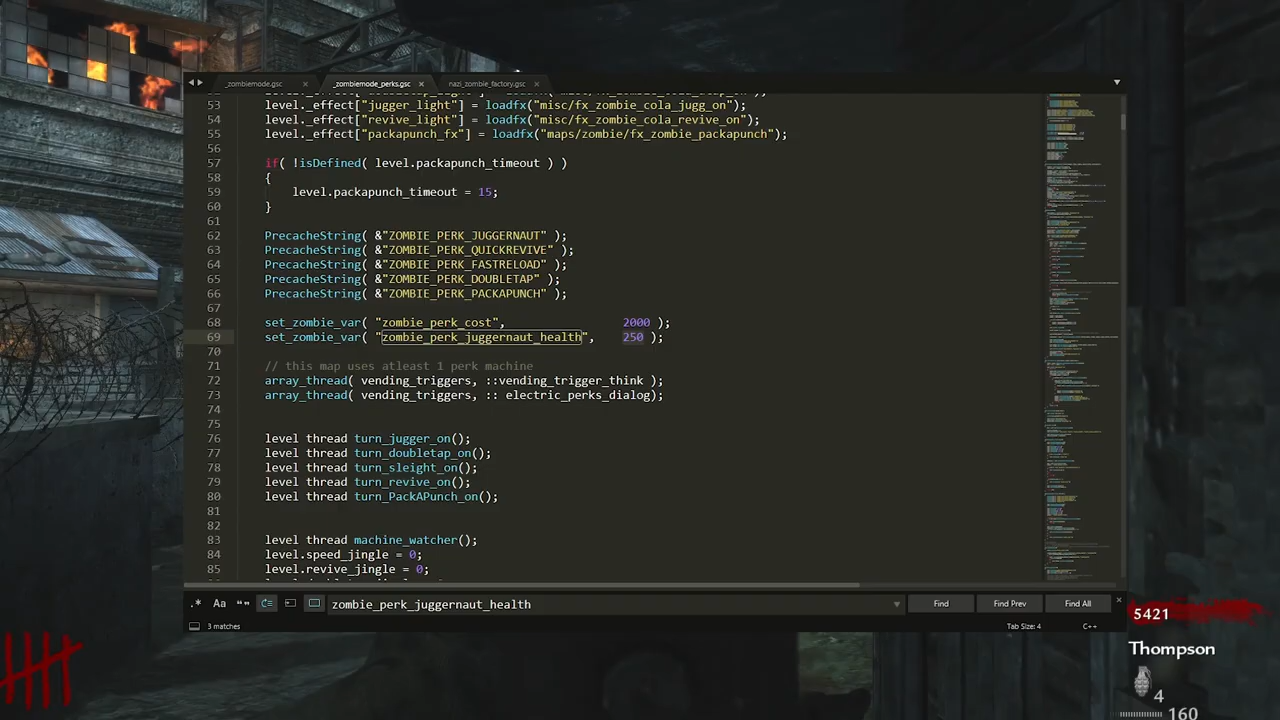 _zombiemode.gsc × _zombiemode_perks.gsc × nazi_zombie_factory.gsc ×
53 level._effect["jugger_light"] = loadfx("misc/fx_zombie_cola_jugg_on");
54 level._effect["revive_light"] = loadfx("misc/fx_zombie_cola_revive_on");
55 level._effect["packapunch_fx"] = loadfx("maps/zombie/fx_zombie_packapunch");
56
57 if( !isDefined( level.packapunch_timeout ) )
58
59 level.packapunch_timeout = 15;
60
61
62 PrecacheString( &"ZOMBIE_PERK_JUGGERNAUT" );
63 PrecacheString( &"ZOMBIE_PERK_QUICKREVIVE" );
64 PrecacheString( &"ZOMBIE_PERK_FASTRELOAD" );
65 PrecacheString( &"ZOMBIE_PERK_DOUBLETAP" );
66 PrecacheString( &"ZOMBIE_PERK_PACKAPUNCH" );
67
68 set_zombie_var( "zombie_perk_cost", 2000 );
69 set_zombie_var( "zombie_perk_juggernaut_health", 250 );
70
71 this map atleast 1 perk machine
72 array_thread( vending_triggers, ::vending_trigger_think );
73 array_thread( vending_triggers, :: electric_perks_dialog);
74
75
76 level thread turn_jugger_on();
77 level thread turn_doubletap_on();
78 level thread turn_sleight_on();
79 level thread turn_revive_on();
80 level thread turn_PackAPunch_on();
81
82
83 level thread machine_watcher();
84 level.speed_jingle = 0;
85 level.revive_jingle = 0;
.* Aa “” zombie_perk_juggernaut_health Find Find Prev Find All ×
3 matches Tab Size: 4 C++
5421
Thompson
4
160